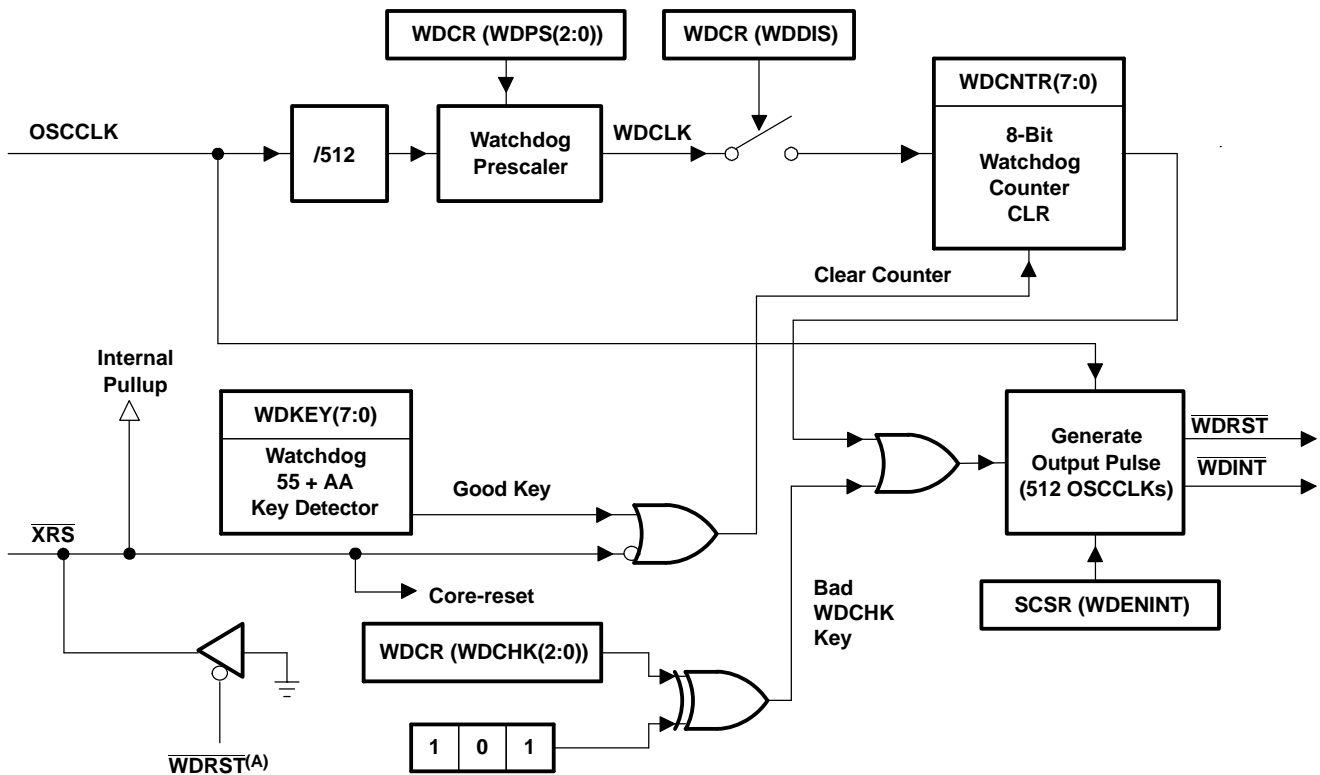 WDCR (WDPS(2:0))
WDCR (WDDIS)
WDCNTR(7:0)
OSCCLK
/512
Watchdog
Prescaler
WDCLK
8-Bit
Watchdog
Counter
CLR
Clear Counter
Internal
Pullup
WDKEY(7:0)
Watchdog
55 + AA
Key Detector
Good Key
Generate
Output Pulse
(512 OSCCLKs)
WDRST
WDINT
XRS
Core-reset
SCSR (WDENINT)
Bad
WDCHK
Key
WDCR (WDCHK(2:0))
1 0 1
WDRST(A)